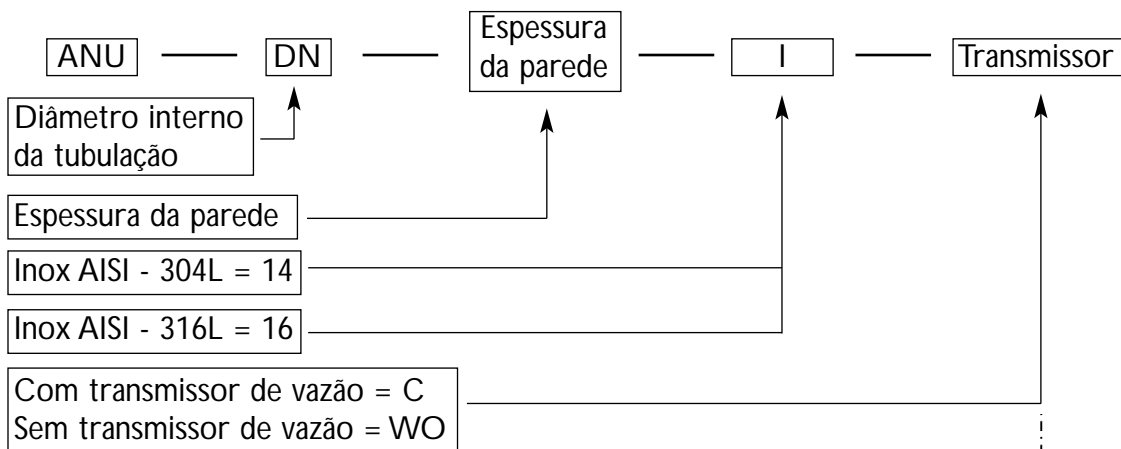 ANU DN Espessura da parede I Transmissor
Diâmetro interno
da tubulação
Espessura da parede
Inox AISI - 304L = 14
Inox AISI - 316L = 16
Com transmissor de vazão = C
Sem transmissor de vazão = WO